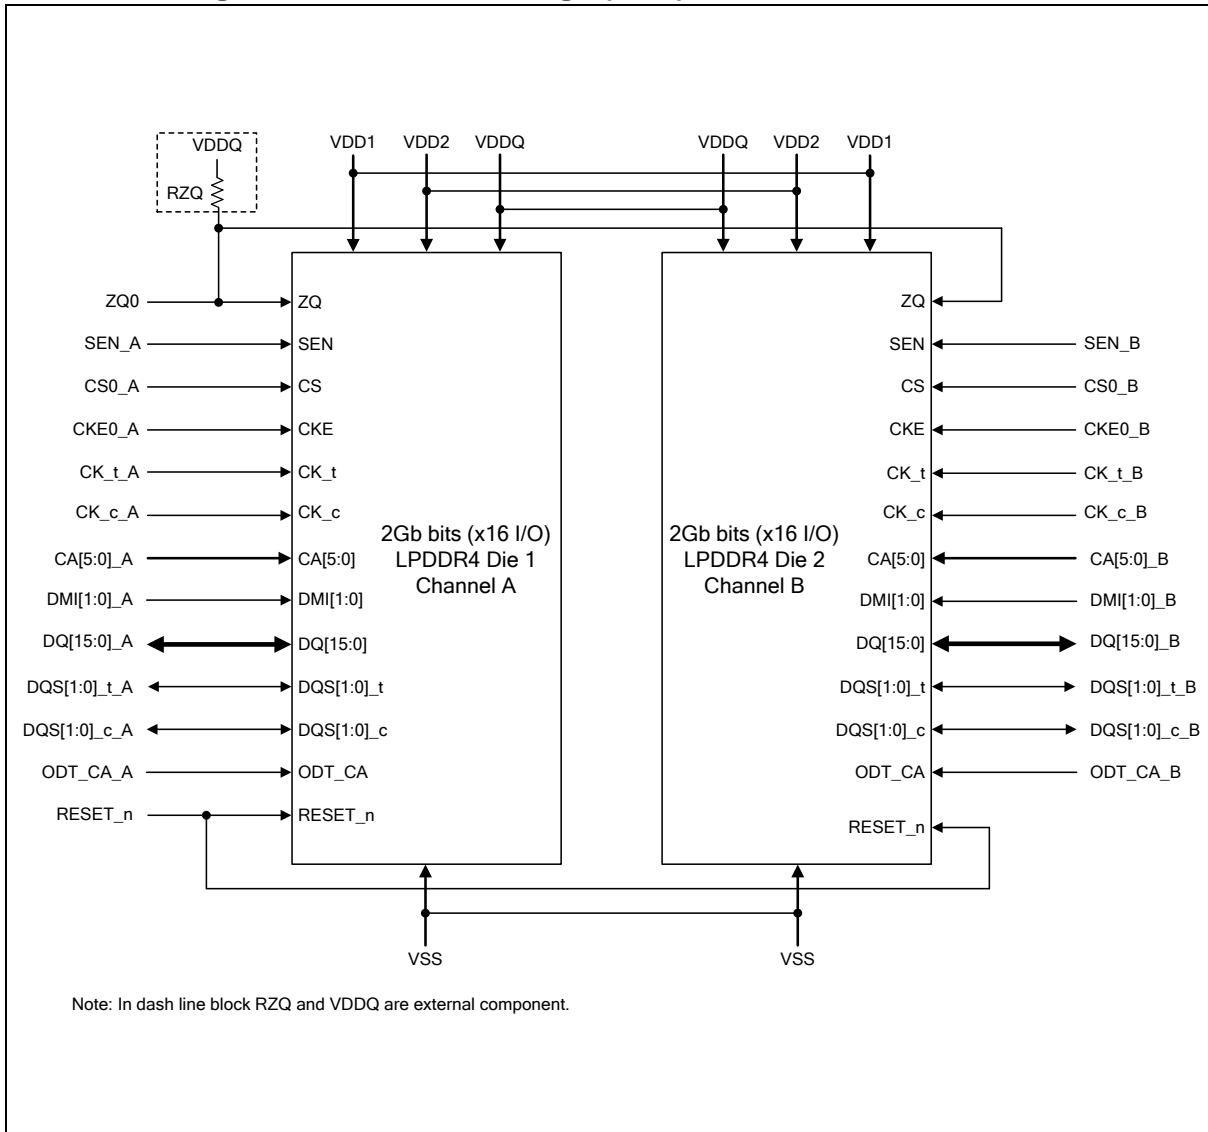 VDDQ
RZQ
VDD1 VDD2 VDDQ
VDDQ VDD2 VDD1
ZQ0 ZQ
SEN_A SEN
CS0_A CS
CKE0_A CKE
CK_t_A CK_t
CK_c_A CK_c
CA[5:0]_A CA[5:0]
DMI[1:0]_A DMI[1:0]
DQ[15:0]_A DQ[15:0]
DQS[1:0]_t_A DQS[1:0]_t
DQS[1:0]_c_A DQS[1:0]_c
ODT_CA_A ODT_CA
RESET_n RESET_n
2Gb bits (x16 I/O)
LPDDR4 Die 1
Channel A
2Gb bits (x16 I/O)
LPDDR4 Die 2
Channel B
ZQ
SEN SEN_B
CS CS0_B
CKE CKE0_B
CK_t CK_t_B
CK_c CK_c_B
CA[5:0] CA[5:0]_B
DMI[1:0] DMI[1:0]_B
DQ[15:0] DQ[15:0]_B
DQS[1:0]_t DQS[1:0]_t_B
DQS[1:0]_c DQS[1:0]_c_B
ODT_CA ODT_CA_B
RESET_n
VSS VSS
Note: In dash line block RZQ and VDDQ are external component.